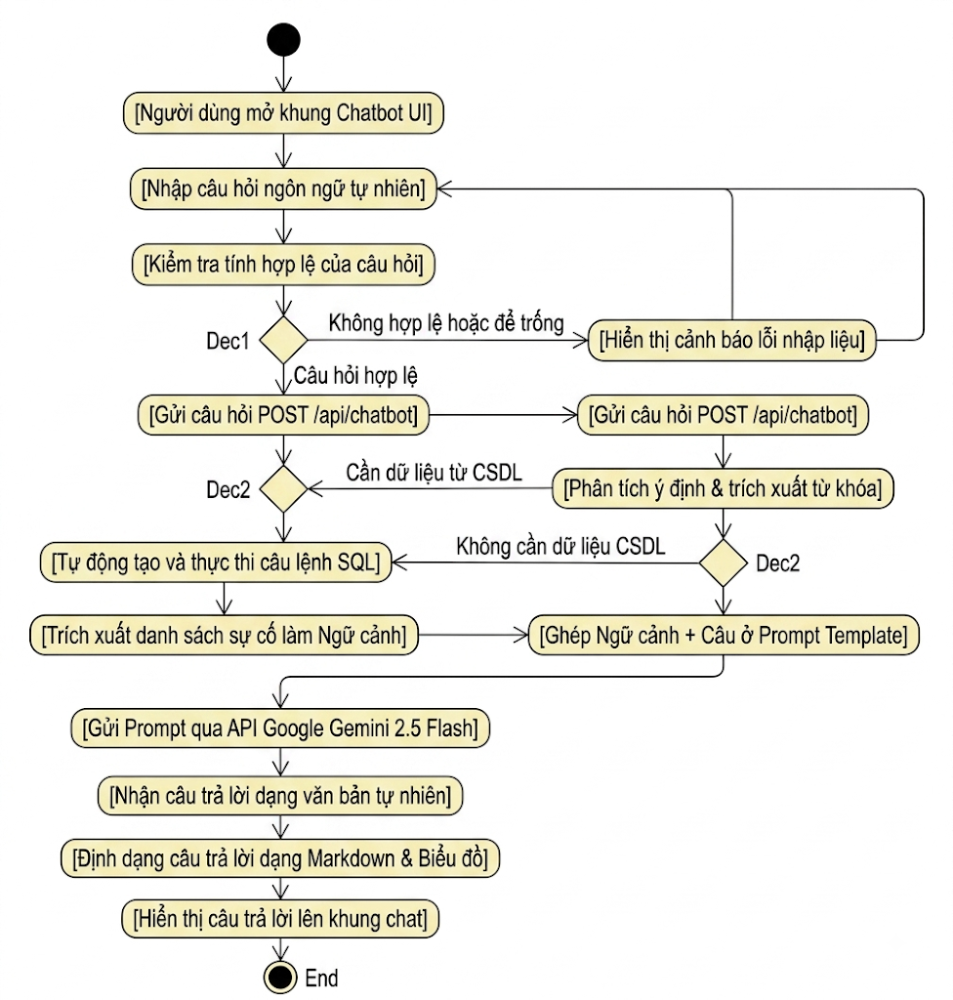 [Người dùng mở khung Chatbot UI]
[Nhập câu hỏi ngôn ngữ tự nhiên]
[Kiểm tra tính hợp lệ của câu hỏi]
Dec1
Không hợp lệ hoặc để trống
[Hiển thị cảnh báo lỗi nhập liệu]
Câu hỏi hợp lệ
[Gửi câu hỏi POST /api/chatbot]
[Gửi câu hỏi POST /api/chatbot]
Dec2
Cần dữ liệu từ CSDL
[Phân tích ý định & trích xuất từ khóa]
[Tự động tạo và thực thi câu lệnh SQL]
Không cần dữ liệu CSDL
Dec2
[Trích xuất danh sách sự cố làm Ngữ cảnh]
[Ghép Ngữ cảnh + Câu ở Prompt Template]
[Gửi Prompt qua API Google Gemini 2.5 Flash]
[Nhận câu trả lời dạng văn bản tự nhiên]
[Định dạng câu trả lời dạng Markdown & Biểu đồ]
[Hiển thị câu trả lời lên khung chat]
End